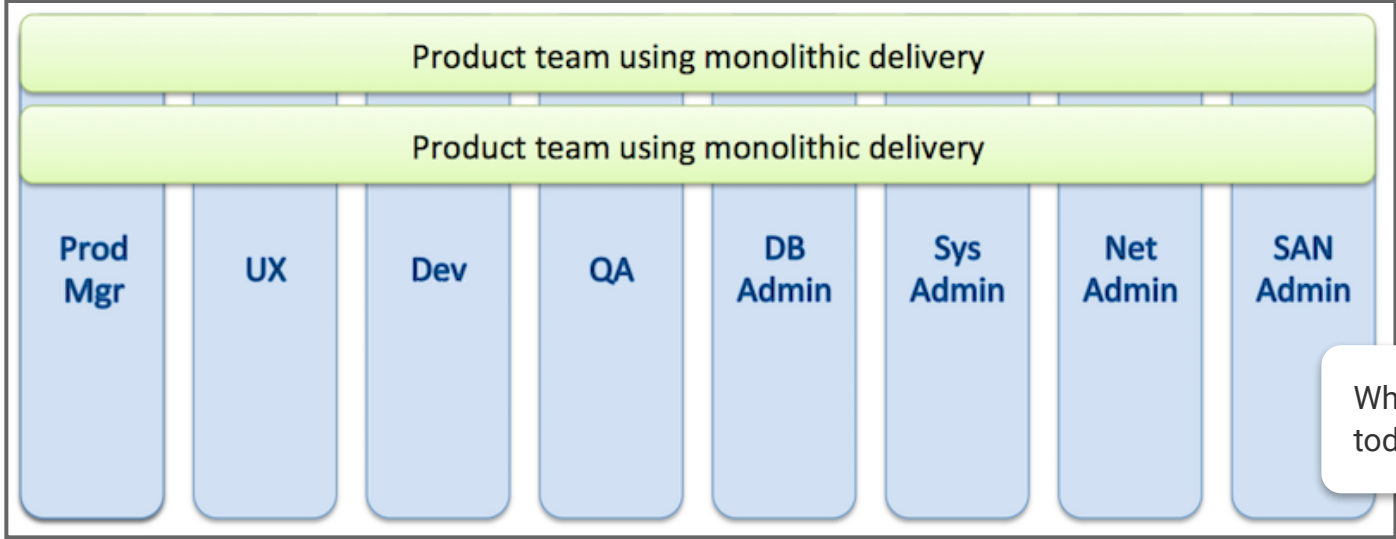 Product team using monolithic delivery
Product team using monolithic delivery
Prod
Mgr
UX
Dev
QA
DB
Admin
Sys
Admin
Net
Admin
SAN
Admin